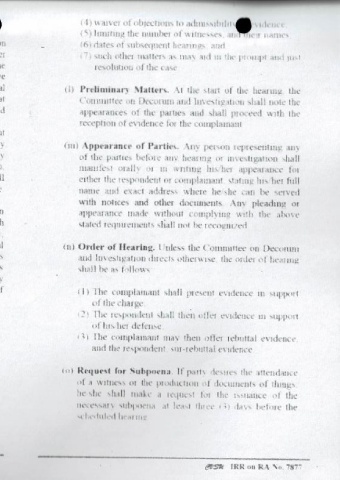 (4) waiver of objections to admissibility evidence
(5) limiting the number of witnesses, and their names
(6) dates of subsequent hearings, and
(7) such other matters as may aid in the prompt and just
resolution of the case
(l) Preliminary Matters. At the start of the hearing, the
Committee on Decorum and Investigation shall note the
appearances of the parties and shall proceed with the
reception of evidence for the complainant
(m) Appearance of Parties. Any person representing any
of the parties before any hearing or investigation shall
manifest orally or in writing his/her appearance for
either the respondent or complainant, stating his/her full
name and exact address where he/she can be served
with notices and other documents. Any pleading or
appearance made without complying with the above
stated requirements shall not be recognized
(n) Order of Hearing. Unless the Committee on Decorum
and Investigation directs otherwise, the order of hearing
shall be as follows
(1) The complainant shall present evidence in support
of the charge
(2) The respondent shall then offer evidence in support
of his/her defense
(3) The complainant may then offer rebuttal evidence,
and the respondent, sur-rebuttal evidence
(o) Request for Subpoena. If party desires the attendance
of a witness or the production of documents of things,
he/she shall make a request for the issuance of the
necessary subpoena, at least three (3) days before the
scheduled hearing
IRR on RA No. 7877